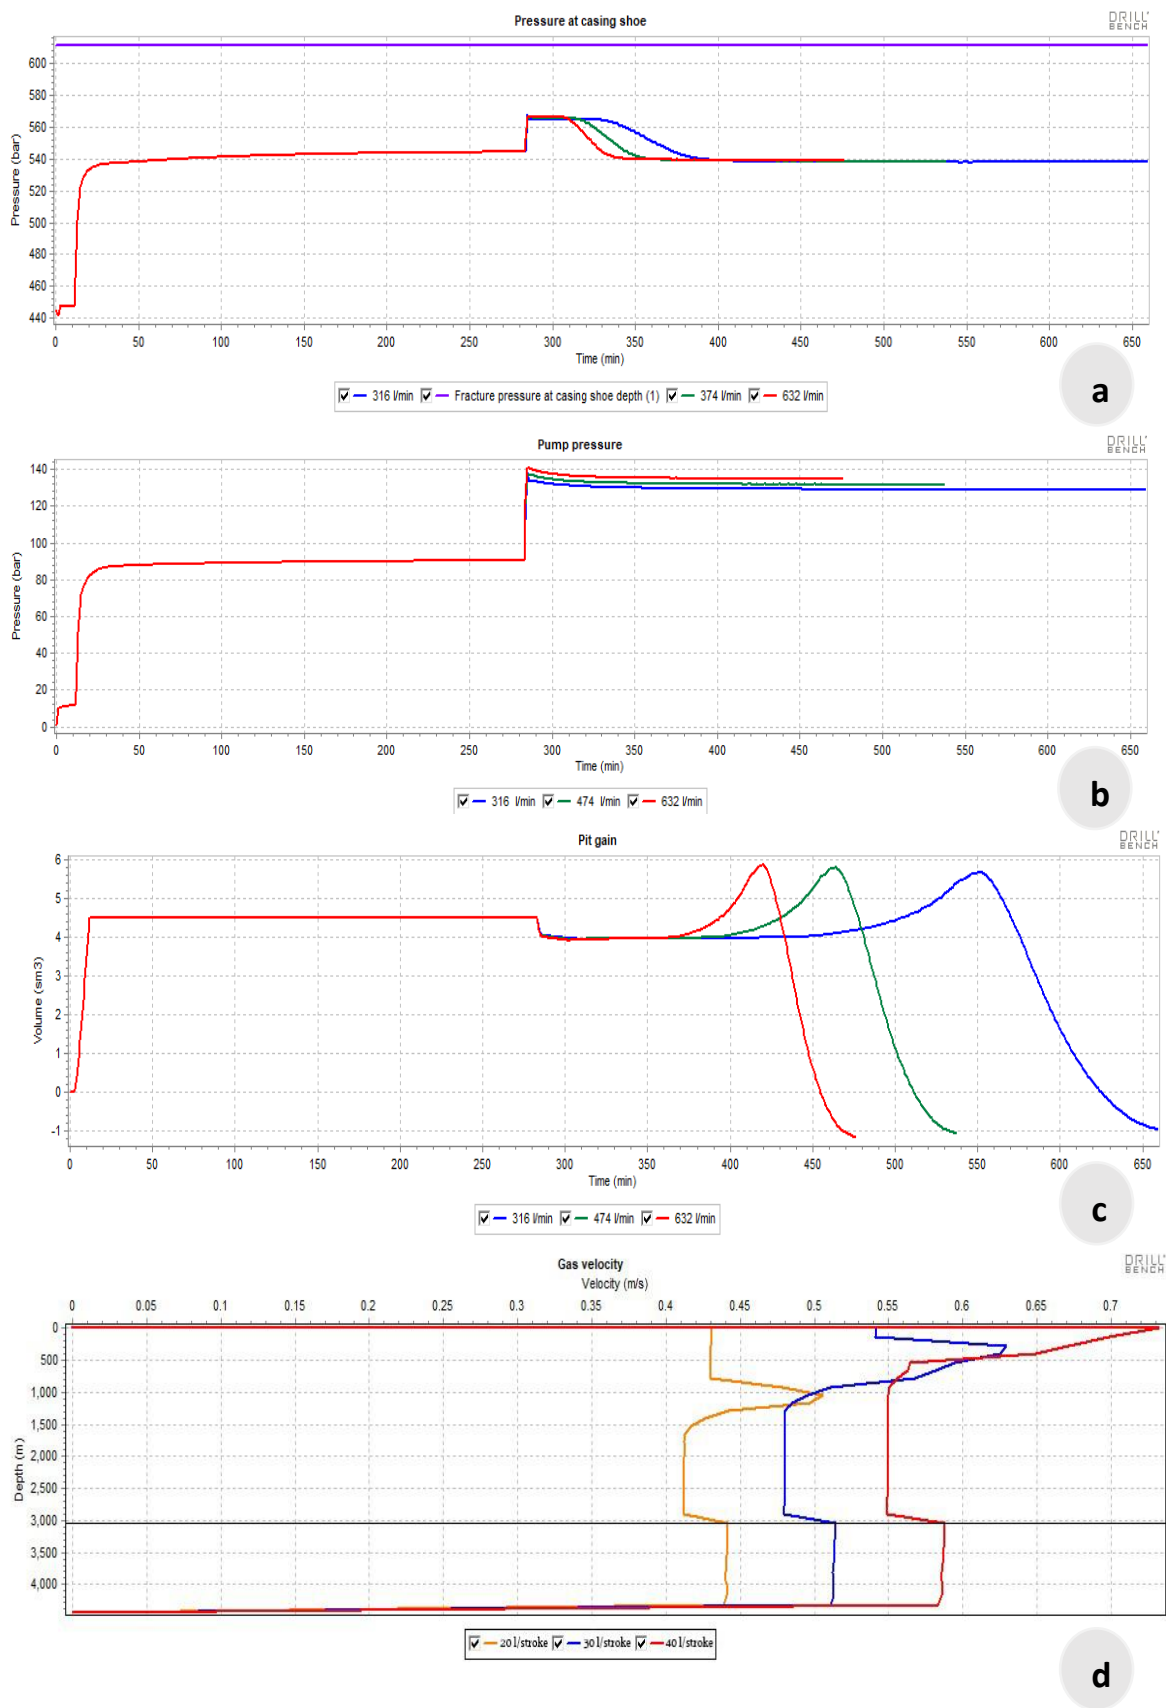 Pressure at casing shoe
DRILL'
BENCH
Pressure (bar)
600
580
560
540
520
500
480
460
440
0 50 100 150 200 250 300 350 400 450 500 550 600 650
Time (min)
316 l/min Fracture pressure at casing shoe depth (1) 374 l/min 632 l/min
a
Pump pressure
DRILL'
BENCH
Pressure (bar)
140
120
100
80
60
40
20
0
0 50 100 150 200 250 300 350 400 450 500 550 600 650
Time (min)
316 l/min 474 l/min 632 l/min
b
Pit gain
DRILL'
BENCH
Volume (sm3)
6
5
4
3
2
1
0
-1
0 50 100 150 200 250 300 350 400 450 500 550 600 650
Time (min)
316 l/min 474 l/min 632 l/min
c
Gas velocity
DRILL'
BENCH
Velocity (m/s)
0 0.05 0.1 0.15 0.2 0.25 0.3 0.35 0.4 0.45 0.5 0.55 0.6 0.65 0.7
Depth (m)
0
500
1,000
1,500
2,000
2,500
3,000
3,500
4,000
20 l/stroke 30 l/stroke 40 l/stroke
d